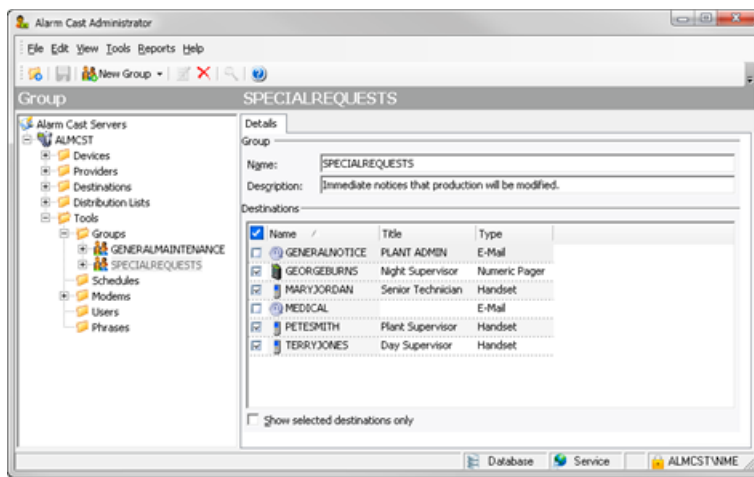 Alarm Cast Administrator
File Edit View Tools Reports Help
New Group
Group
SPECIALREQUESTS
Alarm Cast Servers
ALMCST
Devices
Providers
Destinations
Distribution Lists
Tools
Groups
GENERALMAINTENANCE
SPECIALREQUESTS
Schedules
Modems
Users
Phrases
Details
Group
Name: SPECIALREQUESTS
Description: Immediate notices that production will be modified.
Destinations
Name Title Type
GENERALNOTICE PLANT ADMIN E-Mail
GEORGEBURNS Night Supervisor Numeric Pager
MARYJORDAN Senior Technician Handset
MEDICAL E-Mail
PETESMITH Plant Supervisor Handset
TERRYJONES Day Supervisor Handset
Show selected destinations only
Database Service ALMCST\NME